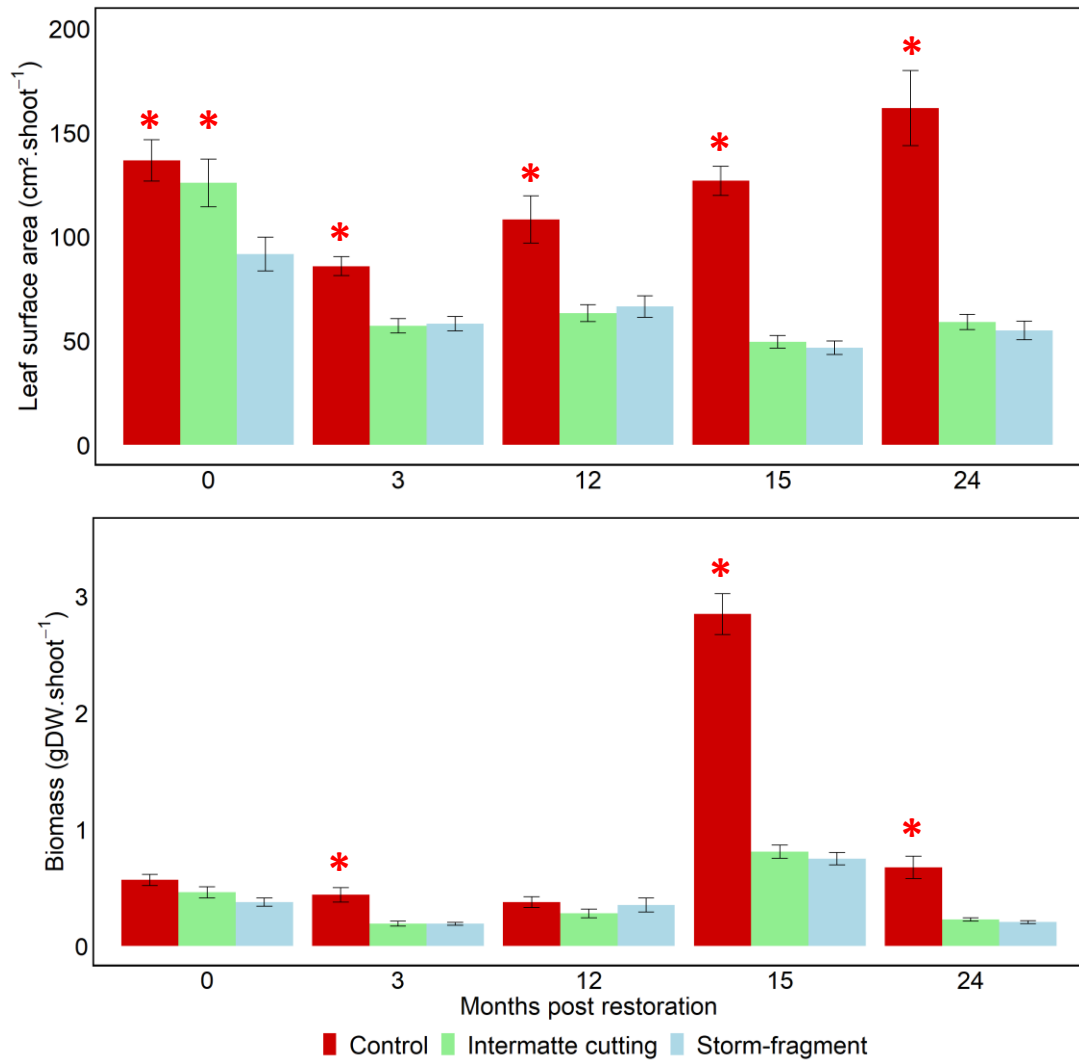 200
150
100
50
0
Leaf surface area (cm².shoot⁻¹)
* * * * * *
0 3 12 15 24
3
2
1
0
Biomass (gDW.shoot⁻¹)
* * *
0 3 12 15 24
Months post restoration
Control Intermatte cutting Storm-fragment